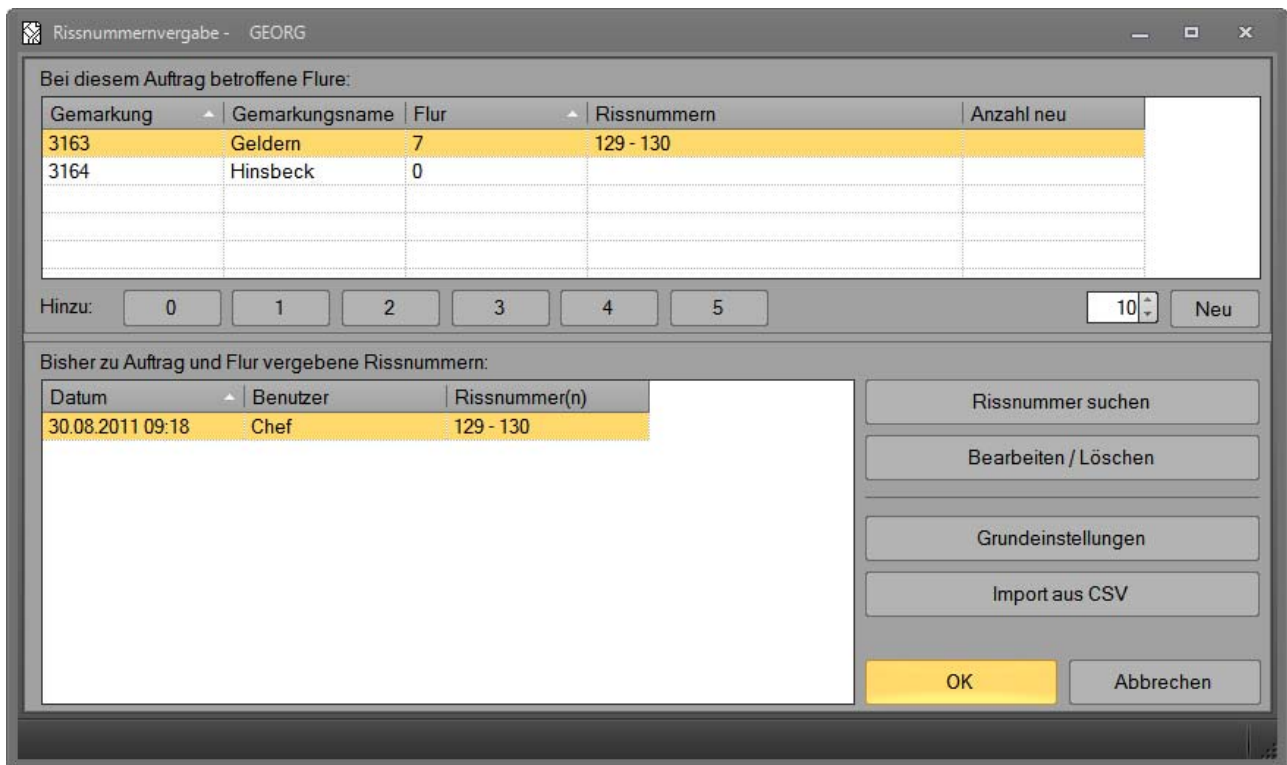 Rissnummernvergabe - GEORG
Bei diesem Auftrag betroffene Flure:
Gemarkung Gemarkungsname Flur Rissnummern Anzahl neu
3163 Geldern 7 129 - 130
3164 Hinsbeck 0
Hinzu: 0 1 2 3 4 5 10 Neu
Bisher zu Auftrag und Flur vergebene Rissnummern:
Datum Benutzer Rissnummer(n)
30.08.2011 09:18 Chef 129 - 130
Rissnummer suchen
Bearbeiten / Löschen
Grundeinstellungen
Import aus CSV
OK Abbrechen